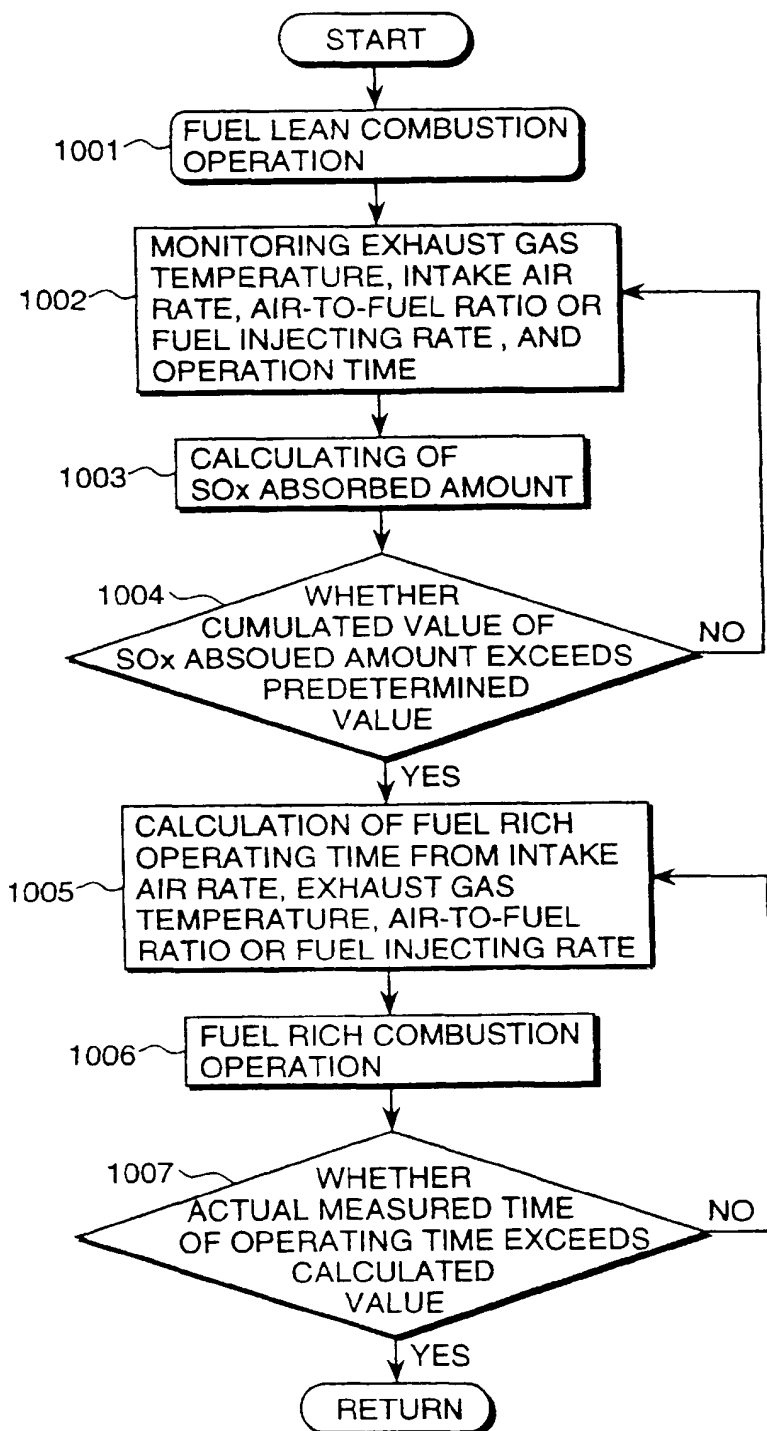 START
1001
FUEL LEAN COMBUSTION
OPERATION
1002
MONITORING EXHAUST GAS
TEMPERATURE, INTAKE AIR
RATE, AIR-TO-FUEL RATIO OR
FUEL INJECTING RATE , AND
OPERATION TIME
1003
CALCULATING OF
SOx ABSORBED AMOUNT
1004
WHETHER
CUMULATED VALUE OF
SOx ABSOUED AMOUNT EXCEEDS
PREDETERMINED
VALUE
NO
YES
1005
CALCULATION OF FUEL RICH
OPERATING TIME FROM INTAKE
AIR RATE, EXHAUST GAS
TEMPERATURE, AIR-TO-FUEL
RATIO OR FUEL INJECTING RATE
1006
FUEL RICH COMBUSTION
OPERATION
1007
WHETHER
ACTUAL MEASURED TIME
OF OPERATING TIME EXCEEDS
CALCULATED
VALUE
NO
YES
RETURN